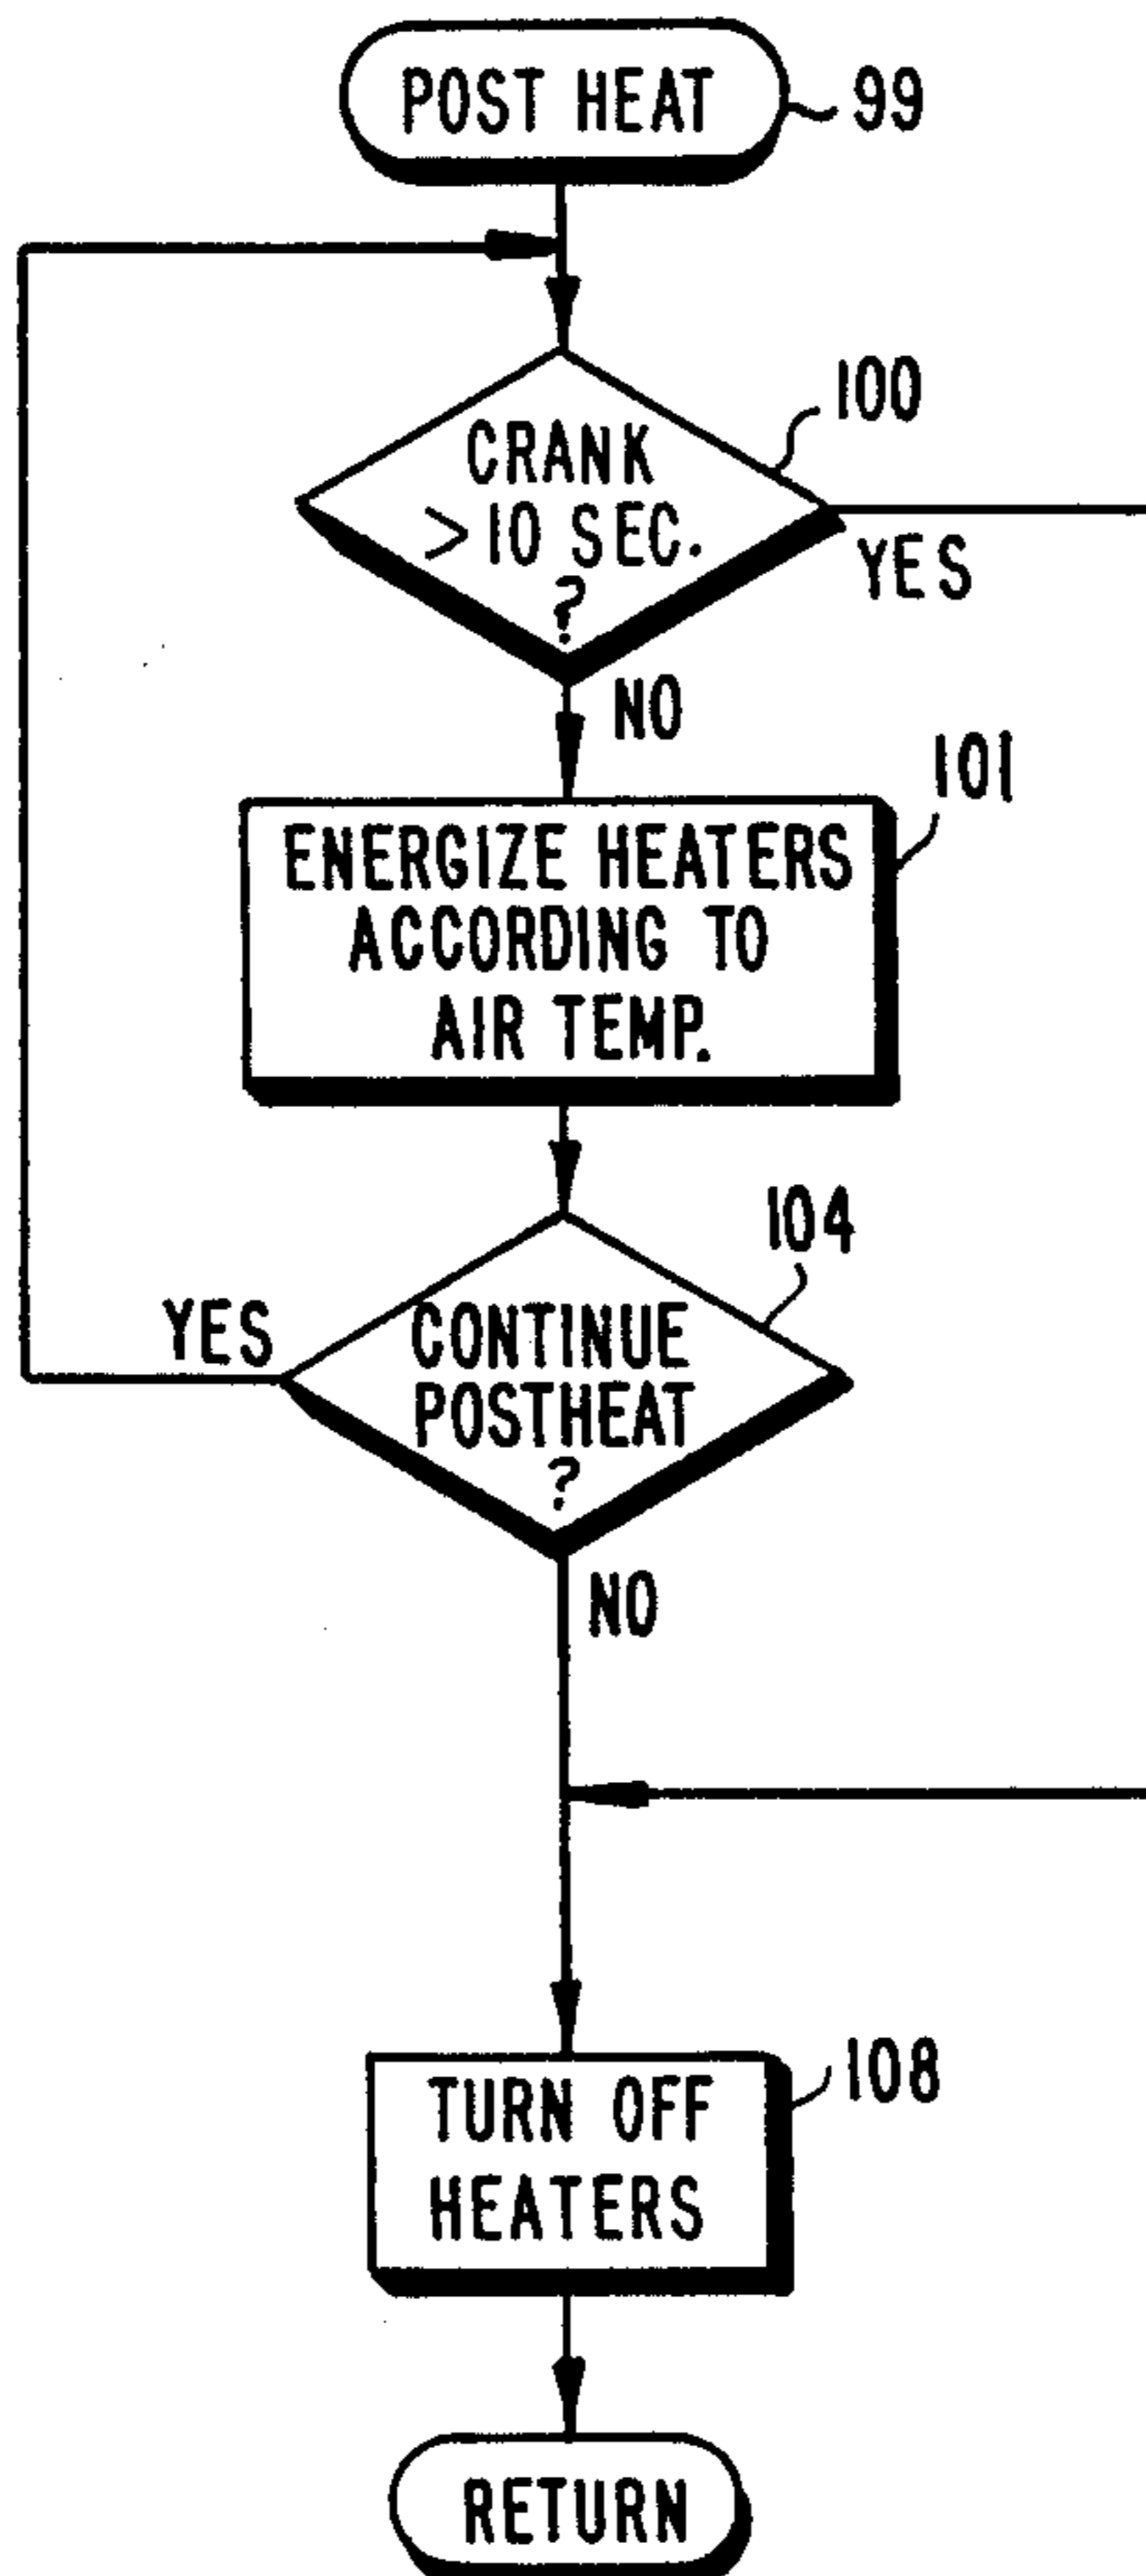 POST HEAT
99
100
CRANK
>10 SEC.
?
YES
NO
101
ENERGIZE HEATERS
ACCORDING TO
AIR TEMP.
104
YES
CONTINUE
POSTHEAT
?
NO
108
TURN OFF
HEATERS
RETURN